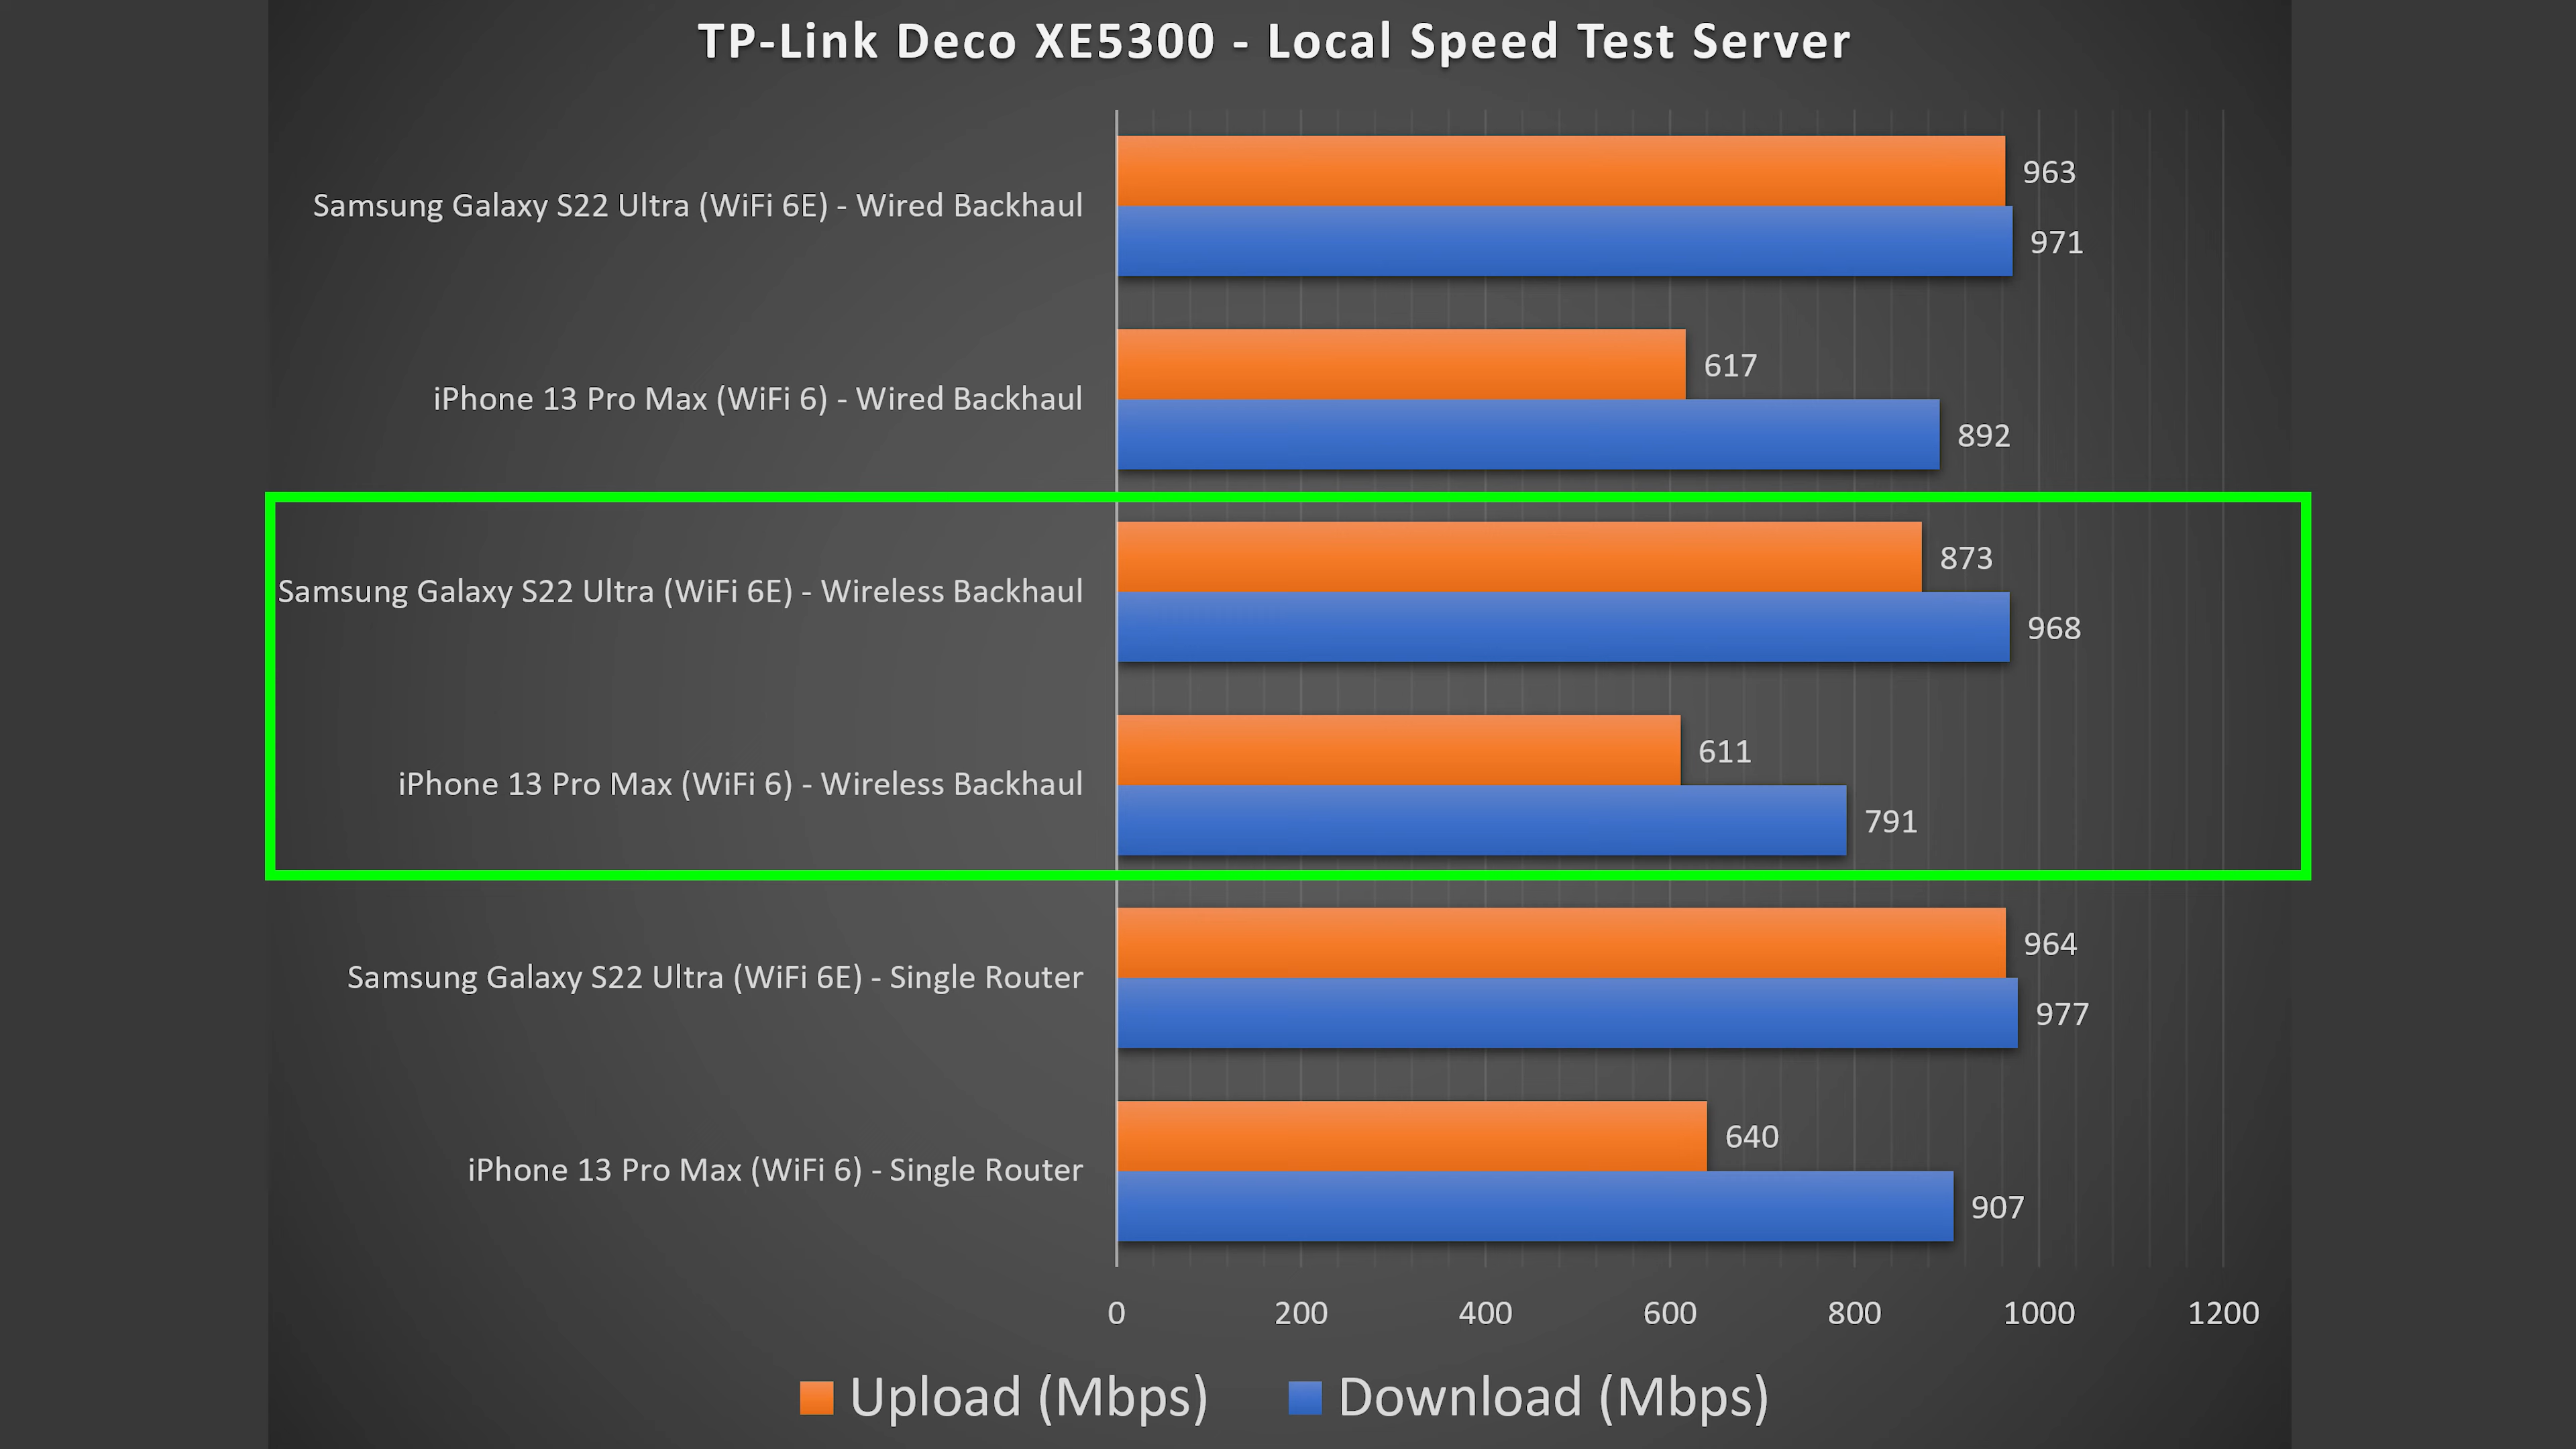 TP-Link Deco XE5300 - Local Speed Test Server
Samsung Galaxy S22 Ultra (WiFi 6E) - Wired Backhaul
963
971
iPhone 13 Pro Max (WiFi 6) - Wired Backhaul
617
892
Samsung Galaxy S22 Ultra (WiFi 6E) - Wireless Backhaul
873
968
iPhone 13 Pro Max (WiFi 6) - Wireless Backhaul
611
791
Samsung Galaxy S22 Ultra (WiFi 6E) - Single Router
964
977
iPhone 13 Pro Max (WiFi 6) - Single Router
640
907
0 200 400 600 800 1000 1200
Upload (Mbps) Download (Mbps)